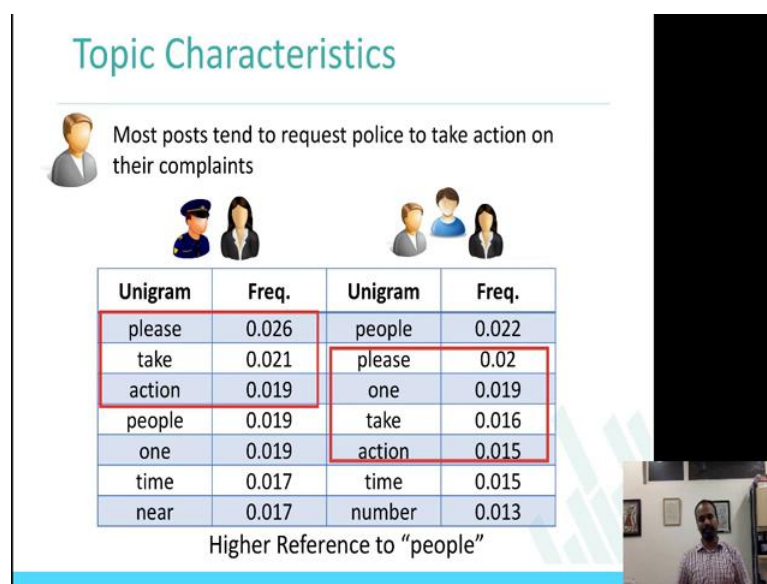 Topic Characteristics
Most posts tend to request police to take action on
their complaints
Unigram Freq. Unigram Freq.
please 0.026 people 0.022
take 0.021 please 0.02
action 0.019 one 0.019
people 0.019 take 0.016
one 0.019 action 0.015
time 0.017 time 0.015
near 0.017 number 0.013
Higher Reference to “people”